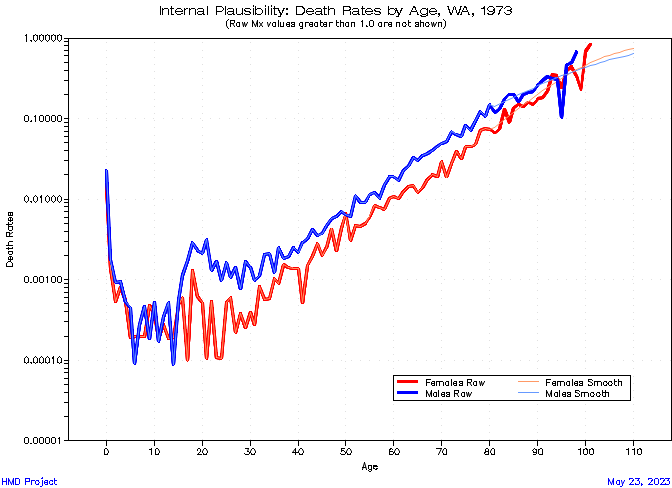 Internal Plausibility: Death Rates by Age, WA, 1973
(Raw Mx values greater than 1.0 are not shown)
1.00000
0.10000
0.01000
0.00100
0.00010
0.00001
Death Rates
0 10 20 30 40 50 60 70 80 90 100 110
Age
Females Raw Females Smooth
Males Raw Males Smooth
HMD Project May 23, 2023